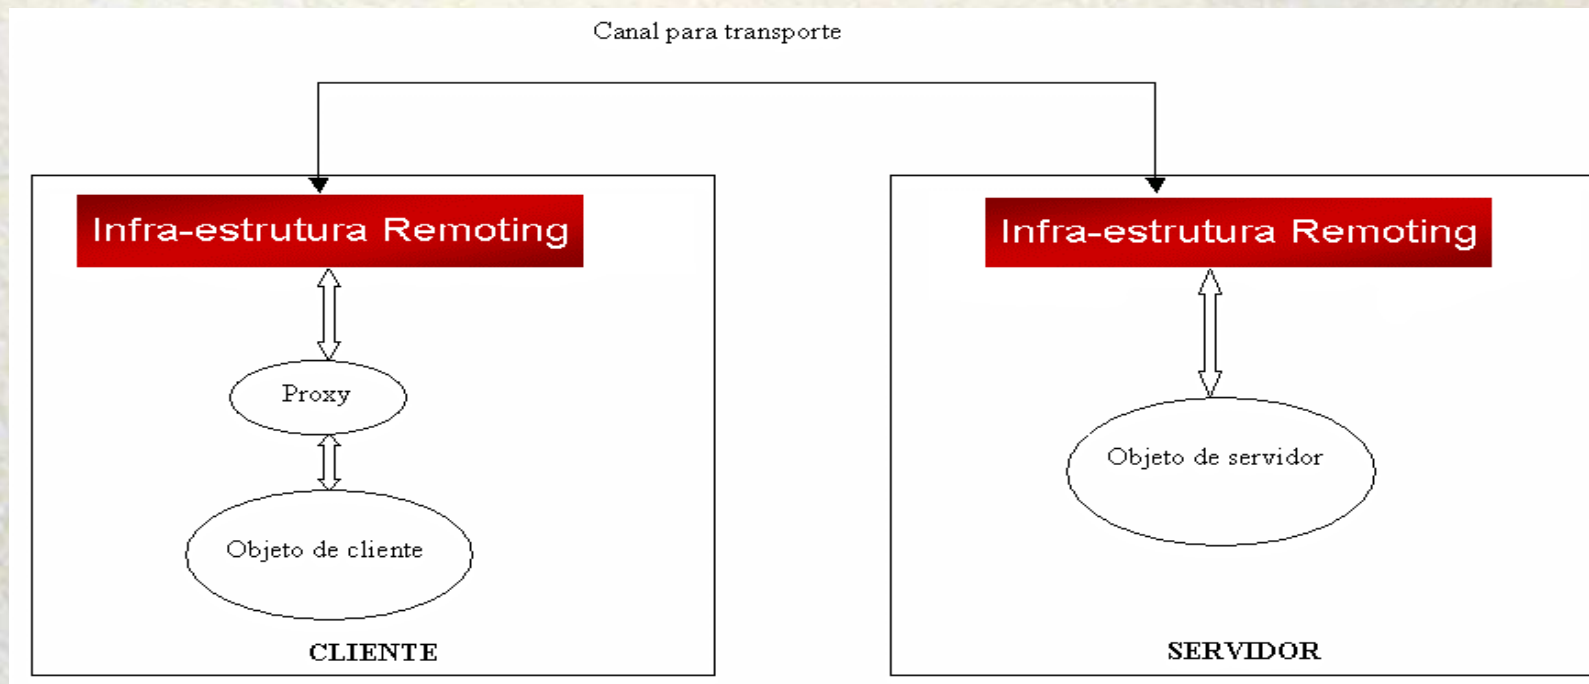 Canal para transporte
Infra-estrutura Remoting
Infra-estrutura Remoting
Proxy
Objeto de servidor
Objeto de cliente
CLIENTE
SERVIDOR